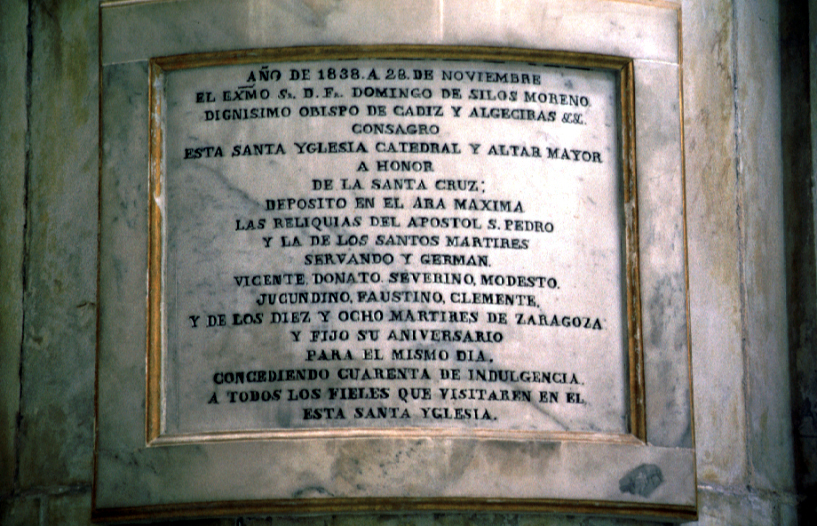 AÑO DE 1838. A 28. DE NOVIEMBRE
EL EXMO Sr. D. Fr. DOMINGO DE SILOS MORENO,
DIGNISIMO OBISPO DE CADIZ Y ALGECIRAS &&.
CONSAGRO
ESTA SANTA YGLESIA CATEDRAL Y ALTAR MAYOR
A HONOR
DE LA SANTA CRUZ;
DEPOSITO EN EL ARA MAXIMA
LAS RELIQUIAS DEL APOSTOL S. PEDRO
Y LA DE LOS SANTOS MARTIRES
SERVANDO Y GERMAN.
VICENTE. DONATO. SEVERINO, MODESTO.
JUCUNDINO, FAUSTINO, CLEMENTE,
Y DE LOS DIEZ Y OCHO MARTIRES DE ZARAGOZA
Y FIJO SU ANIVERSARIO
PARA EL MISMO DIA.
CONCEDIENDO CUARENTA DE INDULGENCIA.
A TODOS LOS FIELES QUE VISITAREN EN EL
ESTA SANTA YGLESIA.